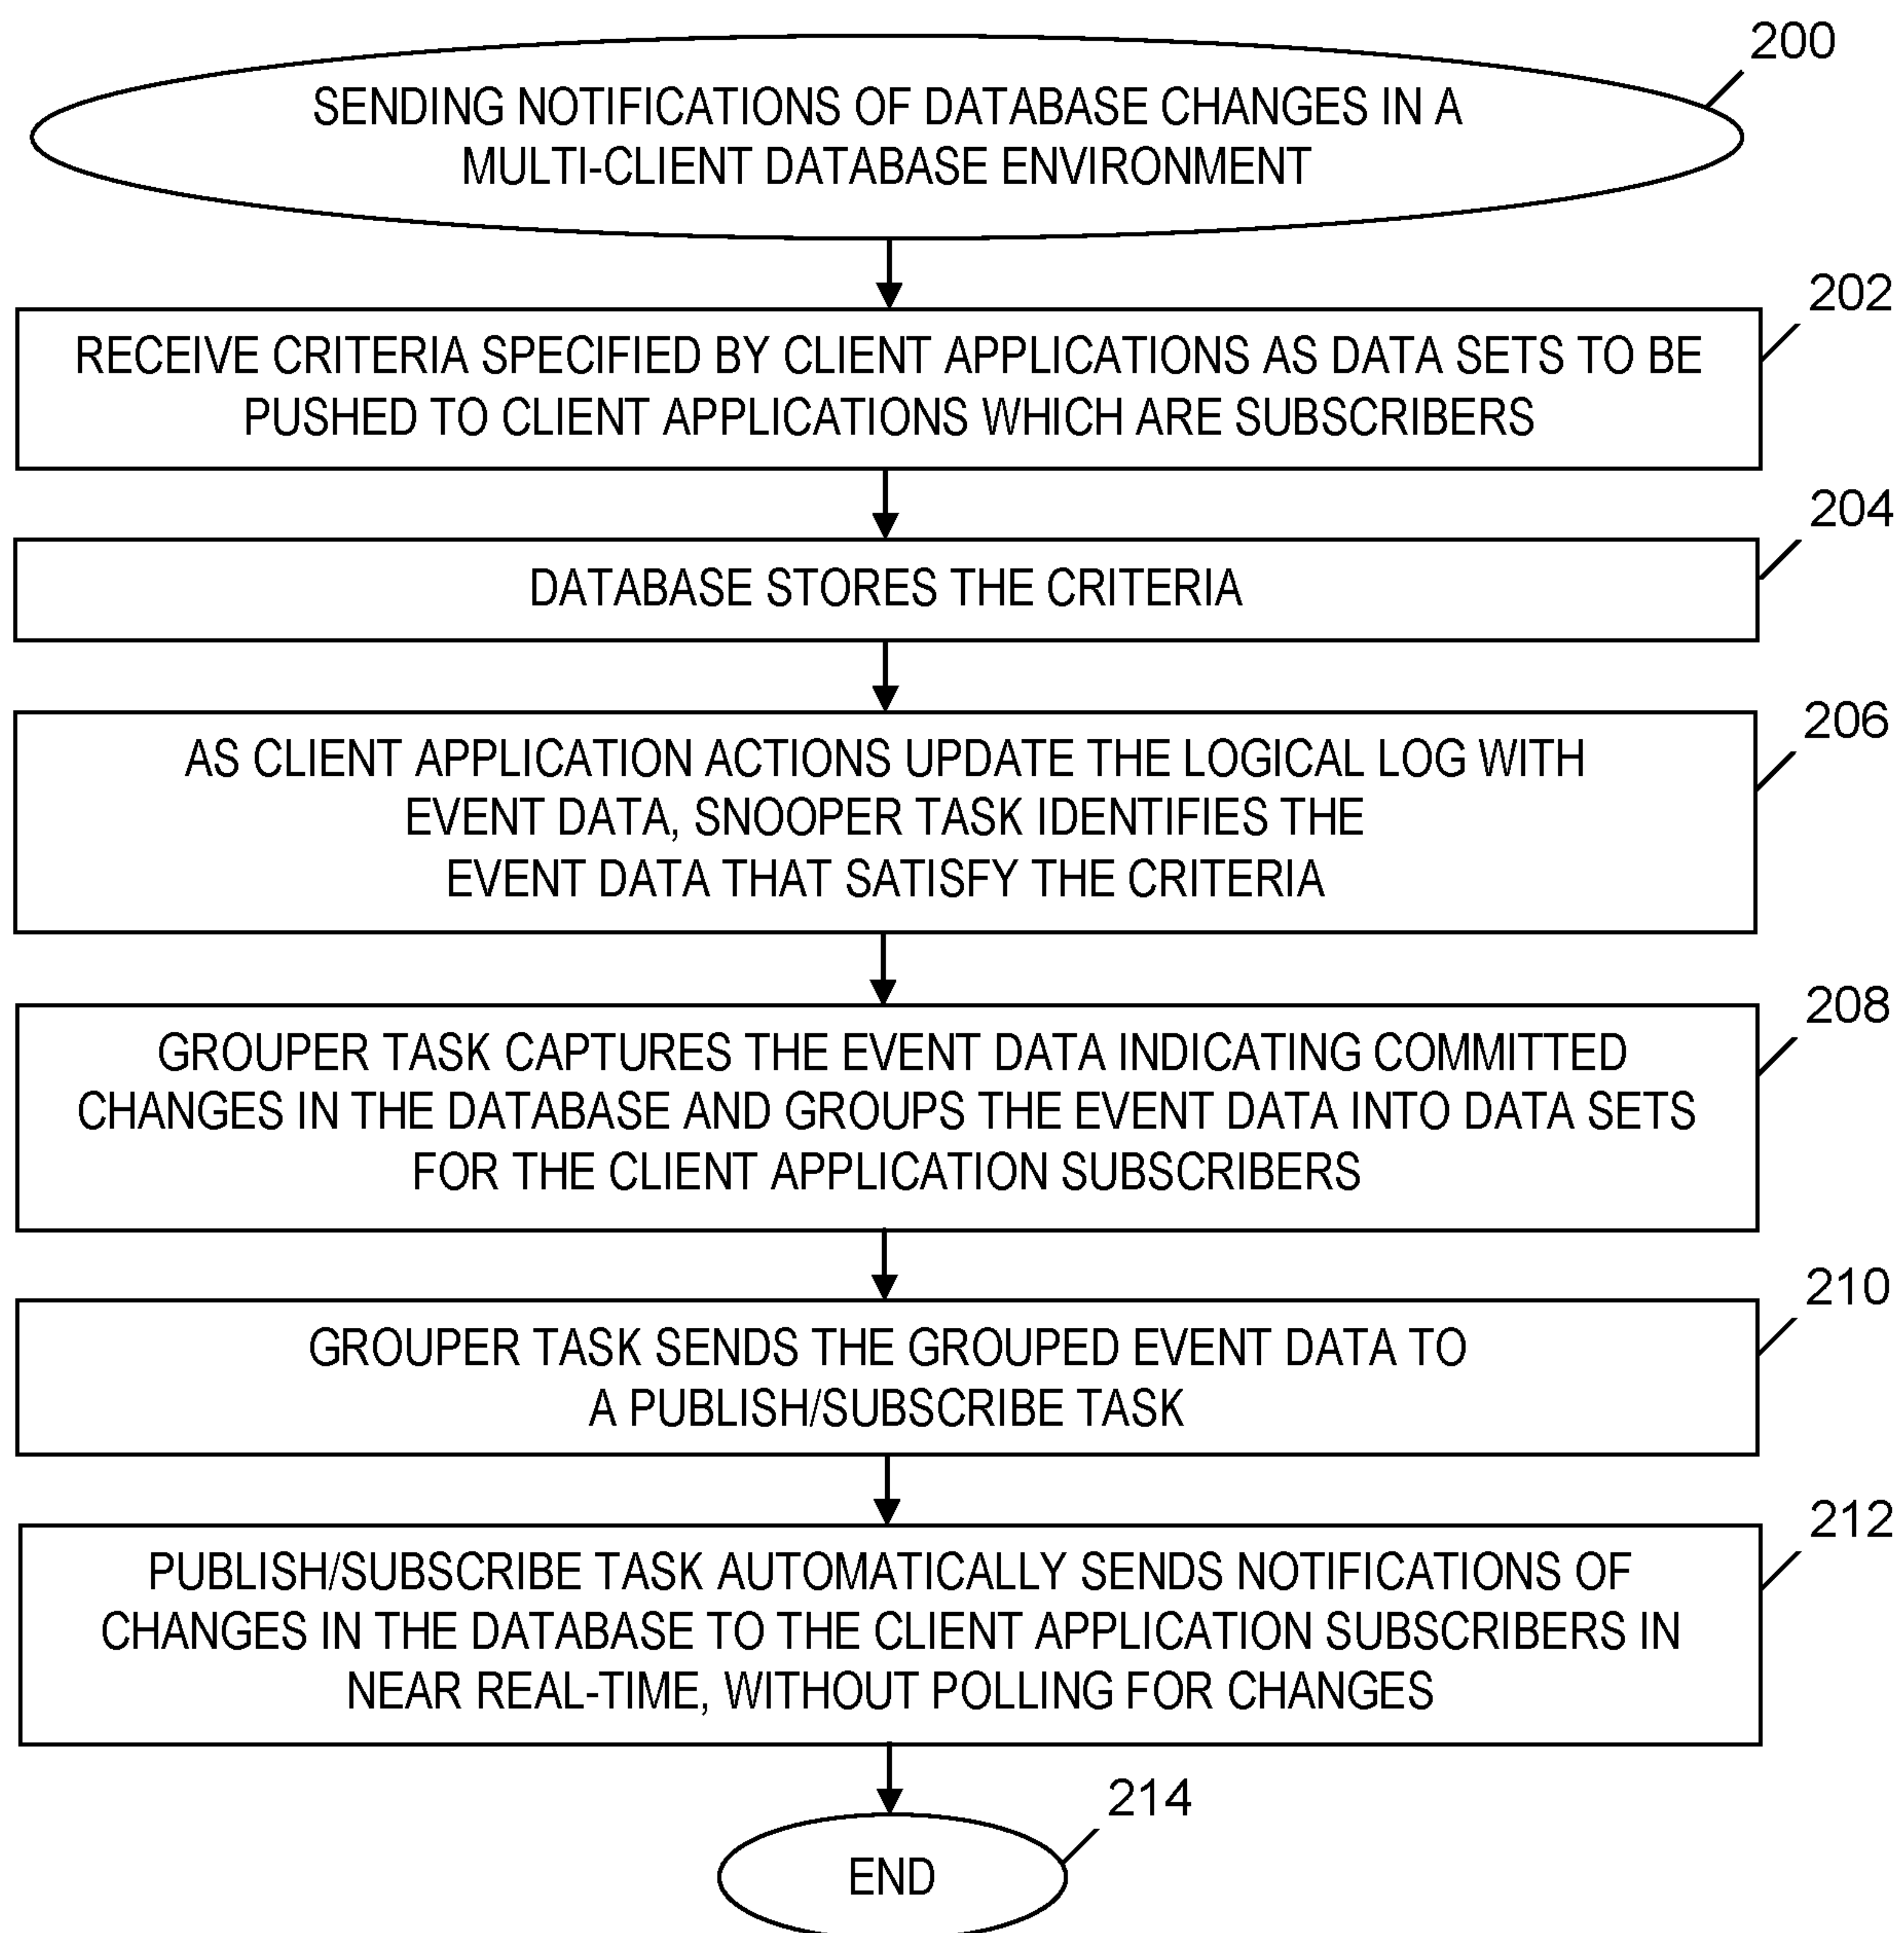 200
SENDING NOTIFICATIONS OF DATABASE CHANGES IN A
MULTI-CLIENT DATABASE ENVIRONMENT
202
RECEIVE CRITERIA SPECIFIED BY CLIENT APPLICATIONS AS DATA SETS TO BE
PUSHED TO CLIENT APPLICATIONS WHICH ARE SUBSCRIBERS
204
DATABASE STORES THE CRITERIA
206
AS CLIENT APPLICATION ACTIONS UPDATE THE LOGICAL LOG WITH
EVENT DATA, SNOOPER TASK IDENTIFIES THE
EVENT DATA THAT SATISFY THE CRITERIA
208
GROUPER TASK CAPTURES THE EVENT DATA INDICATING COMMITTED
CHANGES IN THE DATABASE AND GROUPS THE EVENT DATA INTO DATA SETS
FOR THE CLIENT APPLICATION SUBSCRIBERS
210
GROUPER TASK SENDS THE GROUPED EVENT DATA TO
A PUBLISH/SUBSCRIBE TASK
212
PUBLISH/SUBSCRIBE TASK AUTOMATICALLY SENDS NOTIFICATIONS OF
CHANGES IN THE DATABASE TO THE CLIENT APPLICATION SUBSCRIBERS IN
NEAR REAL-TIME, WITHOUT POLLING FOR CHANGES
214
END